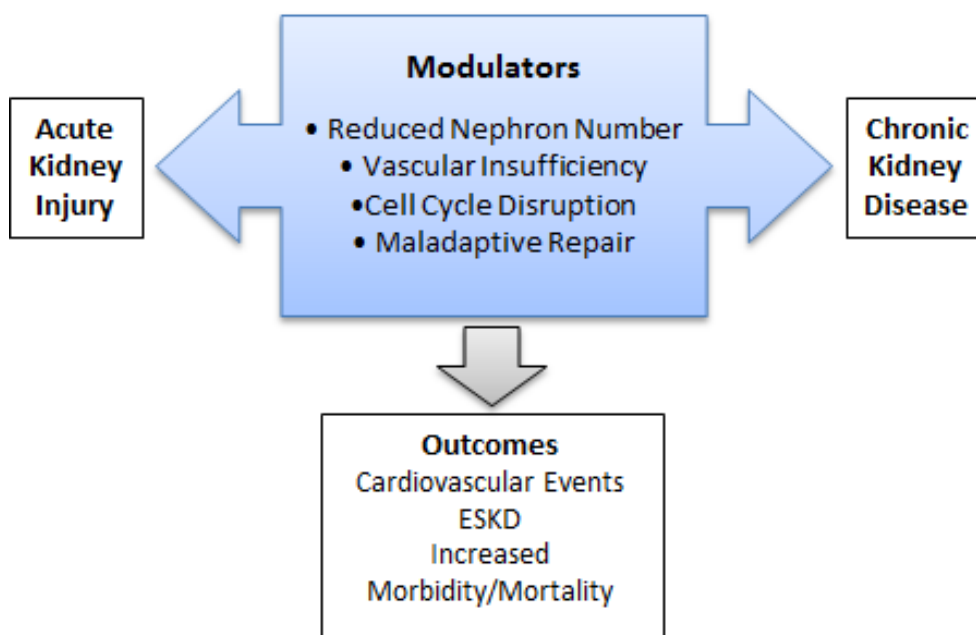 Modulators
• Reduced Nephron Number
• Vascular Insufficiency
•Cell Cycle Disruption
• Maladaptive Repair
Acute
Kidney
Injury
Chronic
Kidney
Disease
Outcomes
Cardiovascular Events
ESKD
Increased
Morbidity/Mortality